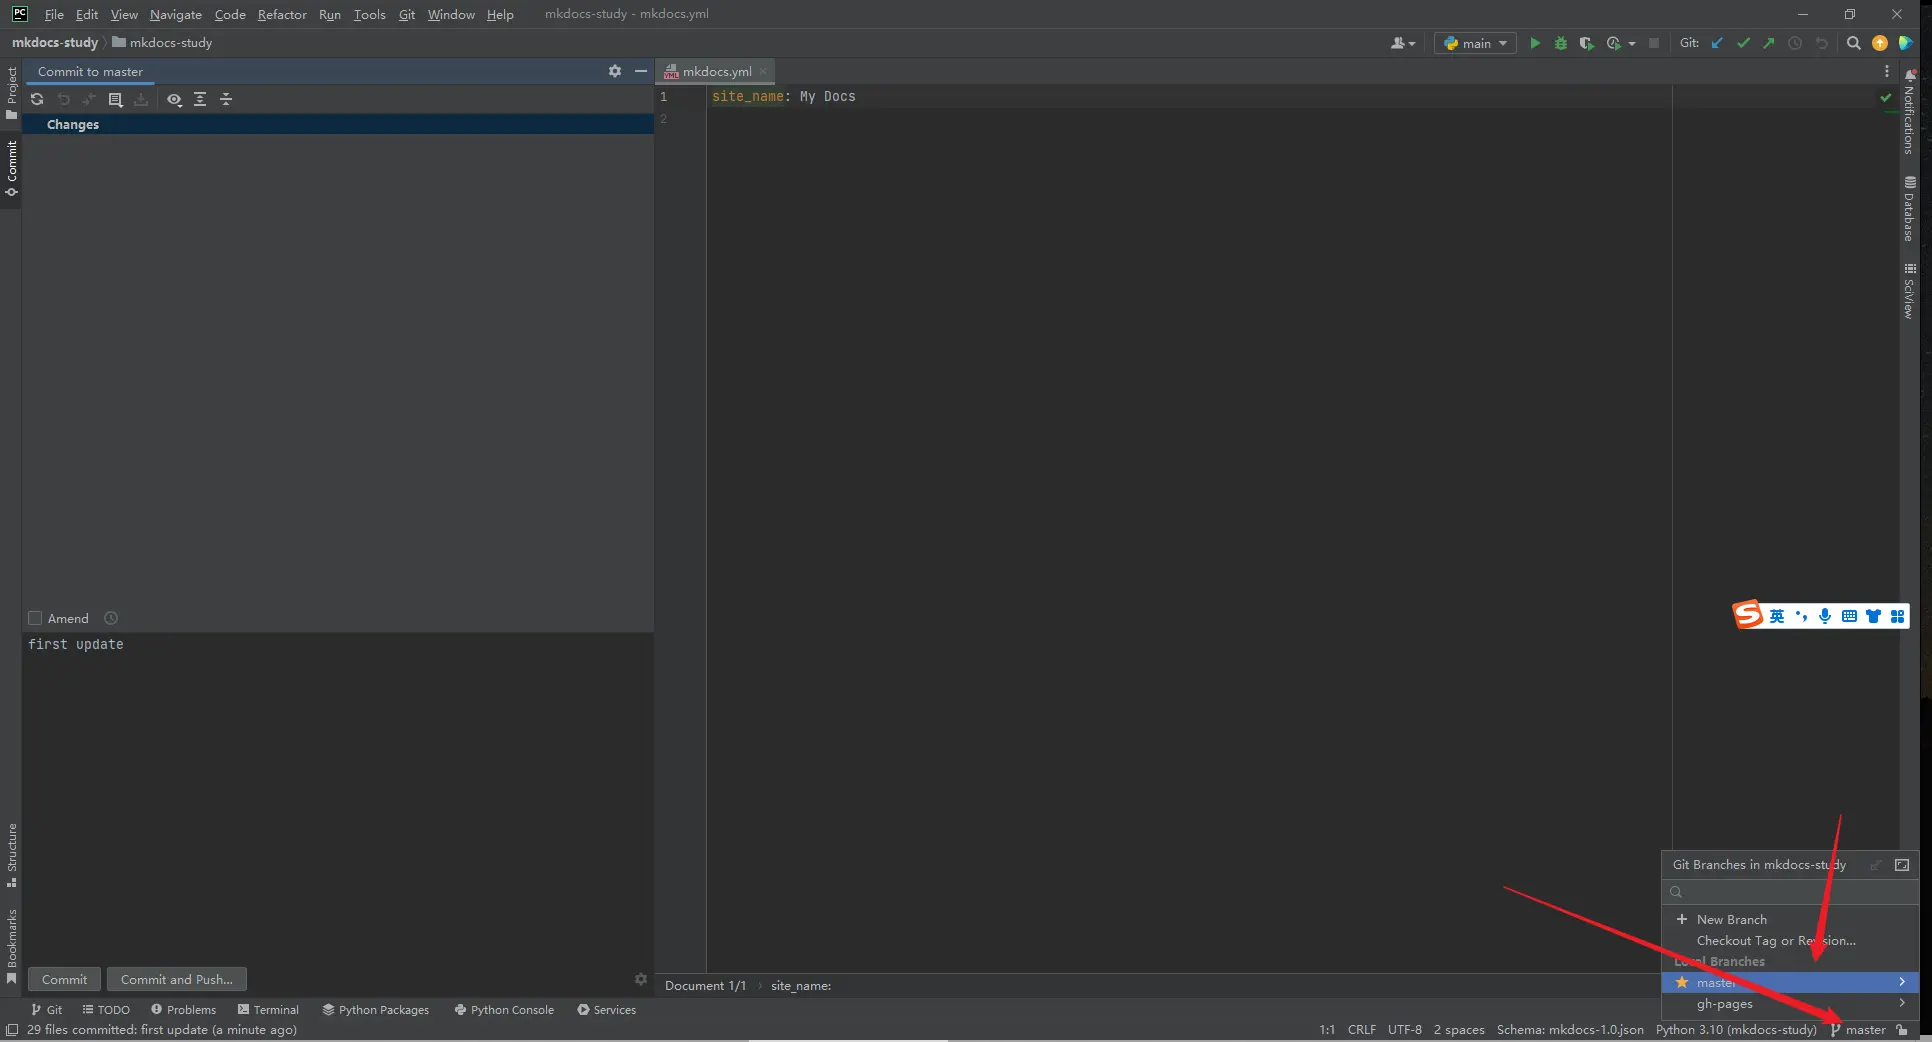 PC File Edit View Navigate Code Refactor Run Tools Git Window Help mkdocs-study - mkdocs.yml
mkdocs-study mkdocs-study main Git:
Commit to master mkdocs.yml
Project
Commit
Changes
1 site_name: My Docs
2
Notifications
Database
SciView
Amend
first update
英
Structure
Bookmarks
Git Branches in mkdocs-study
New Branch
Checkout Tag or Revision...
Local Branches
master
gh-pages
Commit Commit and Push...
Document 1/1 site_name:
Git TODO Problems Terminal Python Packages Python Console Services
29 files committed: first update (a minute ago) 1:1 CRLF UTF-8 2 spaces Schema: mkdocs-1.0.json Python 3.10 (mkdocs-study) master